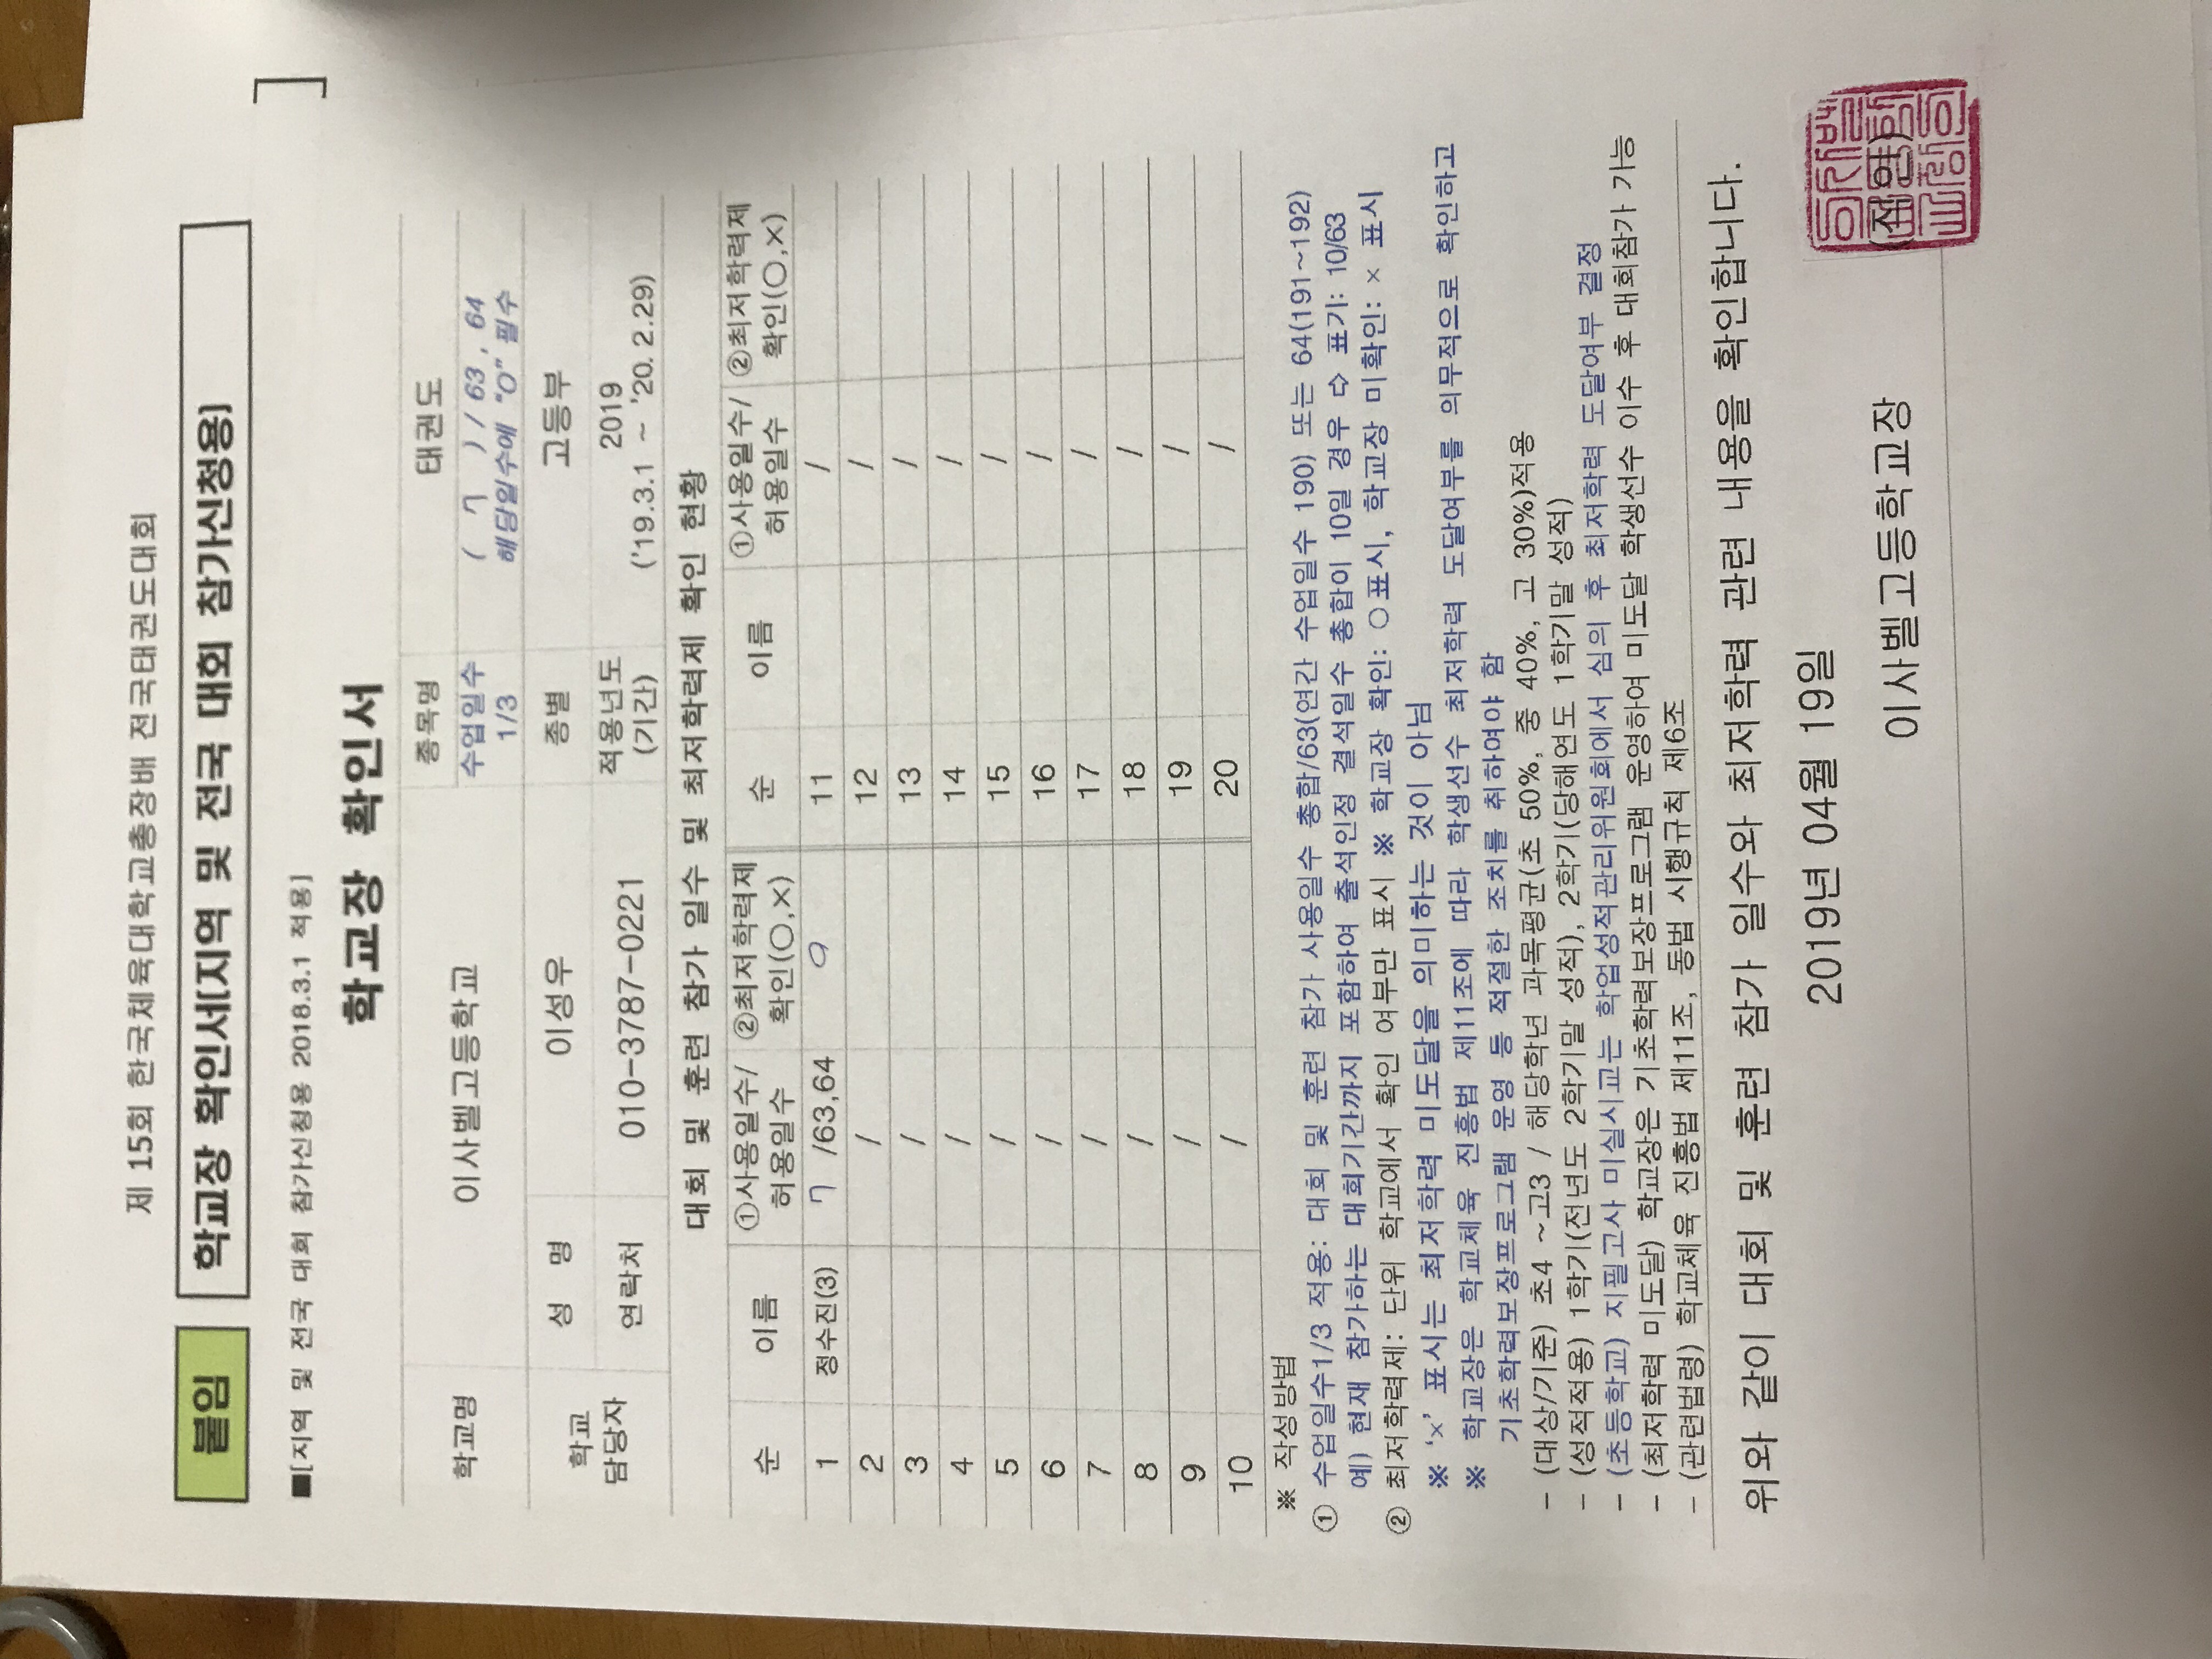 제 15회 한국체육대학교총장배 전국태권도대회
붙임
학교장 확인서[지역 및 전국 대회 참가신청용]
■[지역 및 전국 대회 참가신청용 2018.3.1 적용]
학교장 확인서
학교명 이사벨고등학교 종목명 태권도
수업일수 1/3 ( 7 ) / 63 , 64
해당일수에 "O" 필수
학교 담당자 성 명 이성우 종별 고등부
연락처 010-3787-0221 적용년도 (기간) 2019
('19.3.1 ~ '20. 2.29)
대회 및 훈련 참가 일수 및 최저학력제 확인 현황
순 이름 ①사용일수/허용일수 ②최저학력제 확인(○,×) 순 이름 ①사용일수/허용일수 ②최저학력제 확인(○,×)
1 정수진(3) 7 /63,64 ○ 11 /
2 / 12 /
3 / 13 /
4 / 14 /
5 / 15 /
6 / 16 /
7 / 17 /
8 / 18 /
9 / 19 /
10 / 20 /
※ 작성방법
① 수업일수1/3 적용: 대회 및 훈련 참가 사용일수 총합/63(연간 수업일수 190) 또는 64(191~192)
예) 현재 참가하는 대회기간까지 포함하여 출석인정 결석일수 총합이 10일 경우 ⇨ 표기: 10/63
② 최저학력제: 단위 학교에서 확인 여부만 표시 ※ 학교장 확인: ○표시, 학교장 미확인: × 표시
※ '×' 표시는 최저학력 미도달을 의미하는 것이 아님
※ 학교장은 학교체육 진흥법 제11조에 따라 학생선수 최저학력 도달여부를 의무적으로 확인하고
기초학력보장프로그램 운영 등 적절한 조치를 취하여야 함
- (대상/기준) 초4 ~고3 / 해당학년 과목평균(초 50%, 중 40%, 고 30%)적용
- (성적적용) 1학기(전년도 2학기말 성적), 2학기(당해연도 1학기말 성적)
- (초등학교) 지필고사 미실시교는 학업성적관리위원회에서 심의 후 최저학력 도달여부 결정
- (최저학력 미도달) 학교장은 기초학력보장프로그램 운영하여 미도달 학생선수 이수 후 대회참가 가능
- (관련법령) 학교체육 진흥법 제11조, 동법 시행규칙 제6조
위와 같이 대회 및 훈련 참가 일수와 최저학력 관련 내용을 확인합니다.
2019년 04월 19일
이사벨고등학교장 (직인)